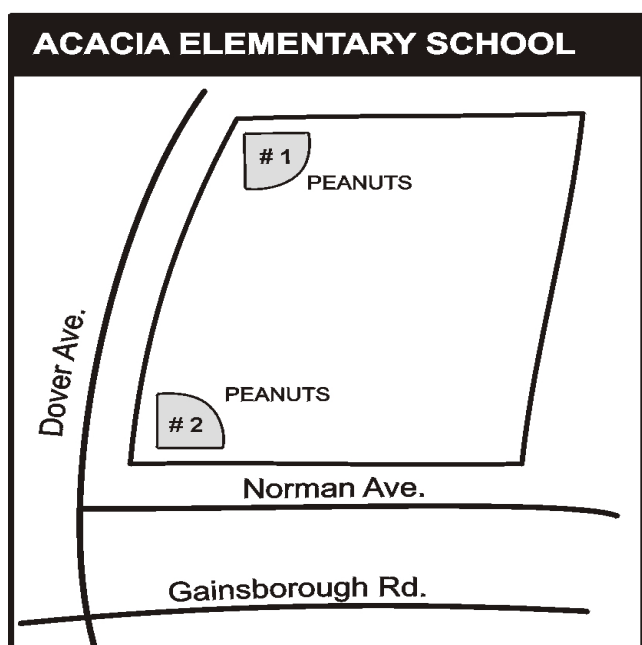 ACACIA ELEMENTARY SCHOOL
# 1
PEANUTS
Dover Ave.
PEANUTS
# 2
Norman Ave.
Gainsborough Rd.